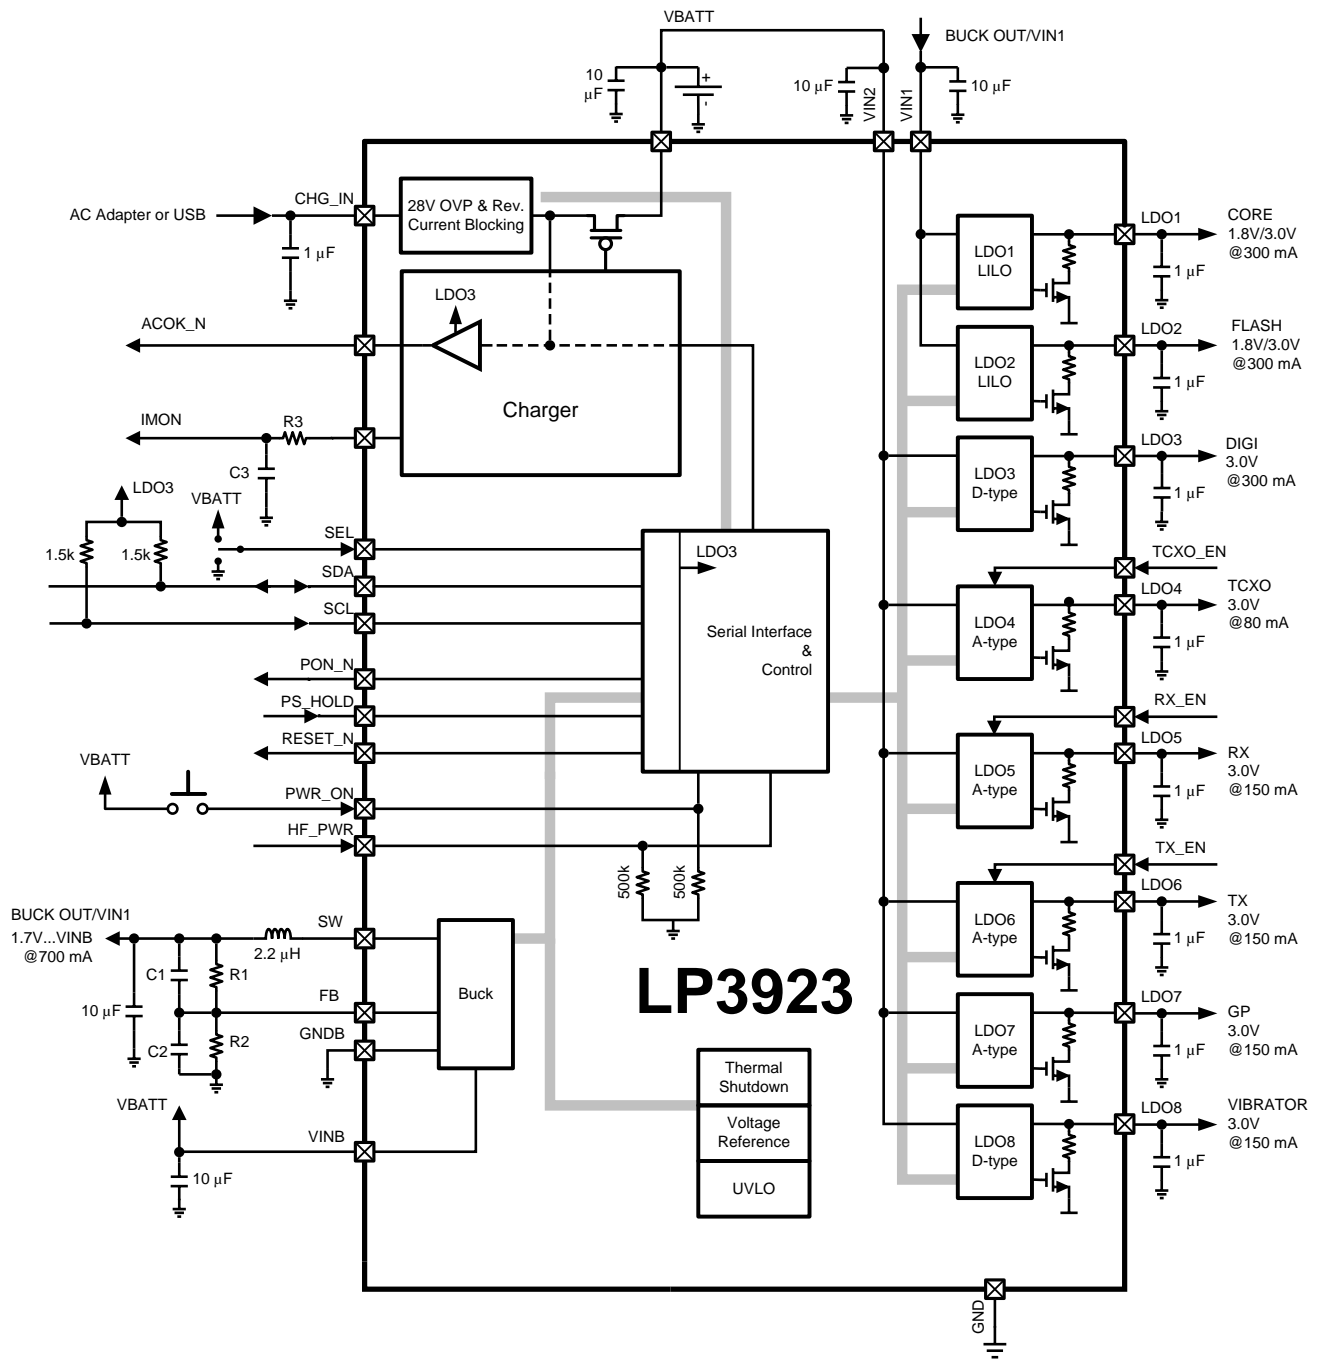 VBATT
BUCK OUT/VIN1
10
µF
+
-
10 µF
VIN2
VIN1
10 µF
AC Adapter or USB
CHG_IN
1 µF
28V OVP & Rev.
Current Blocking
LDO3
Charger
ACOK_N
IMON
R3
C3
LDO3
VBATT
1.5k
1.5k
SEL
SDA
SCL
LDO3
Serial Interface
&
Control
PON_N
PS_HOLD
RESET_N
VBATT
PWR_ON
HF_PWR
500k
500k
BUCK OUT/VIN1
1.7V...VINB
@700 mA
SW
2.2 µH
C1
R1
10 µF
FB
GNDB
C2
R2
Buck
VBATT
VINB
10 µF
LP3923
Thermal
Shutdown
Voltage
Reference
UVLO
LDO1
LILO
LDO1
1 µF
CORE
1.8V/3.0V
@300 mA
LDO2
LILO
LDO2
1 µF
FLASH
1.8V/3.0V
@300 mA
LDO3
D-type
LDO3
1 µF
DIGI
3.0V
@300 mA
TCXO_EN
LDO4
A-type
LDO4
1 µF
TCXO
3.0V
@80 mA
RX_EN
LDO5
A-type
LDO5
1 µF
RX
3.0V
@150 mA
TX_EN
LDO6
A-type
LDO6
1 µF
TX
3.0V
@150 mA
LDO7
A-type
LDO7
1 µF
GP
3.0V
@150 mA
LDO8
D-type
LDO8
1 µF
VIBRATOR
3.0V
@150 mA
GND